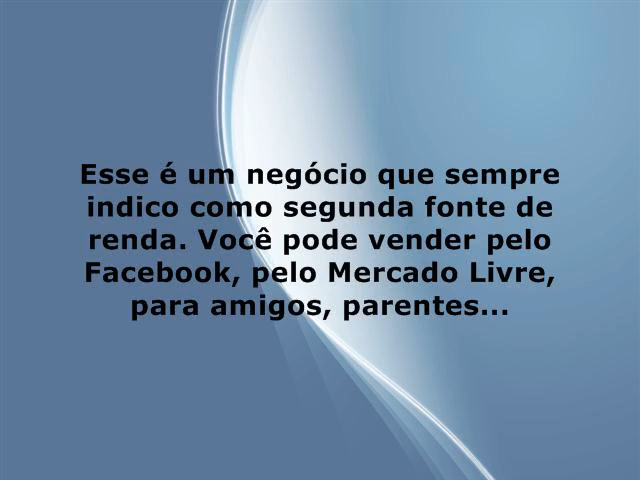 Esse é um negócio que sempre
indico como segunda fonte de
renda. Você pode vender pelo
Facebook, pelo Mercado Livre,
para amigos, parentes...